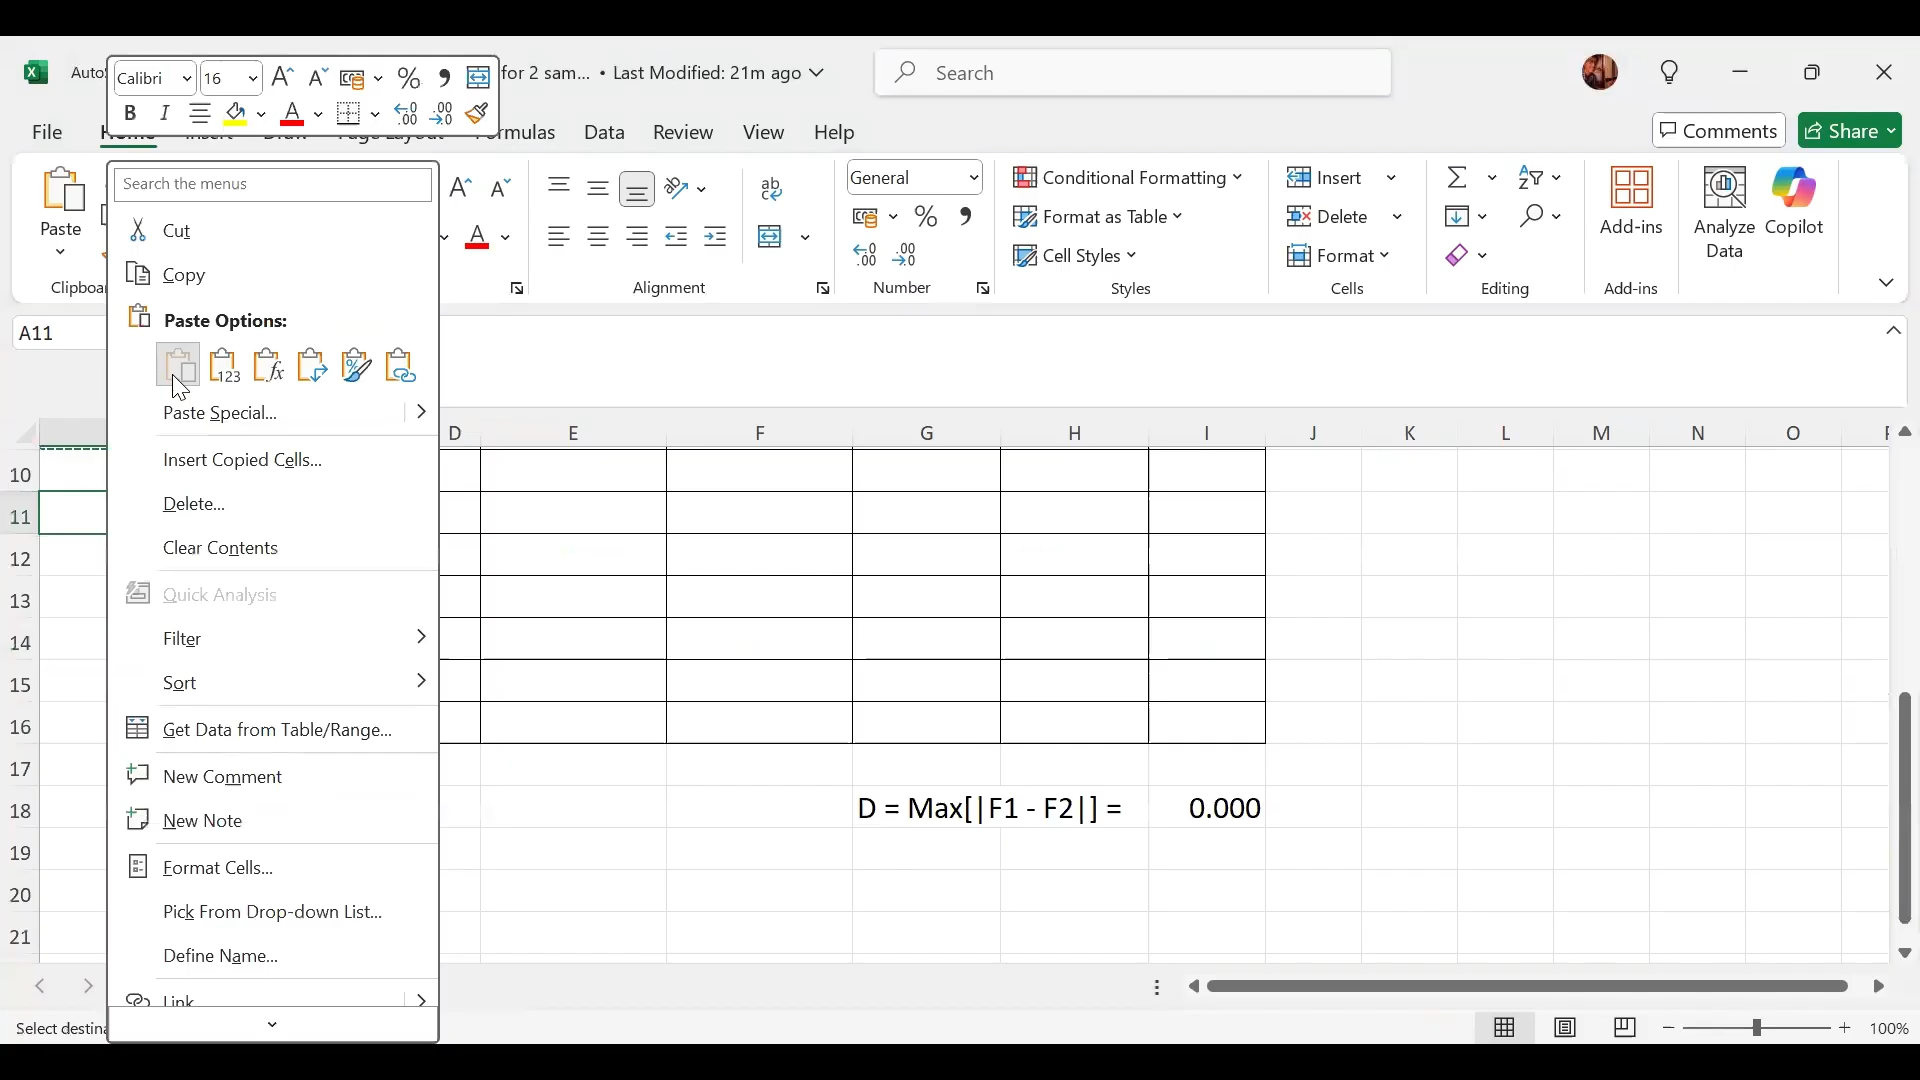 Auto
for 2 sam... • Last Modified: 21m ago
Search
Calibri
16
B I A
File
Home
Formulas
Data
Review
View
Help
Comments
Share
Paste
Clipboa
General
Alignment
Number
Conditional Formatting
Format as Table
Cell Styles
Styles
Insert
Delete
Format
Cells
Editing
Add-ins
Add-ins
Analyze
Data
Copilot
A11
Search the menus
Cut
Copy
Paste Options:
Paste Special...
Insert Copied Cells...
Delete...
Clear Contents
Quick Analysis
Filter
Sort
Get Data from Table/Range...
New Comment
New Note
Format Cells...
Pick From Drop-down List...
Define Name...
Link
D E F G H I J K L M N O
10
11
12
13
14
15
16
17
18 D = Max[|F1 - F2|] = 0.000
19
20
21
Select destina
100%